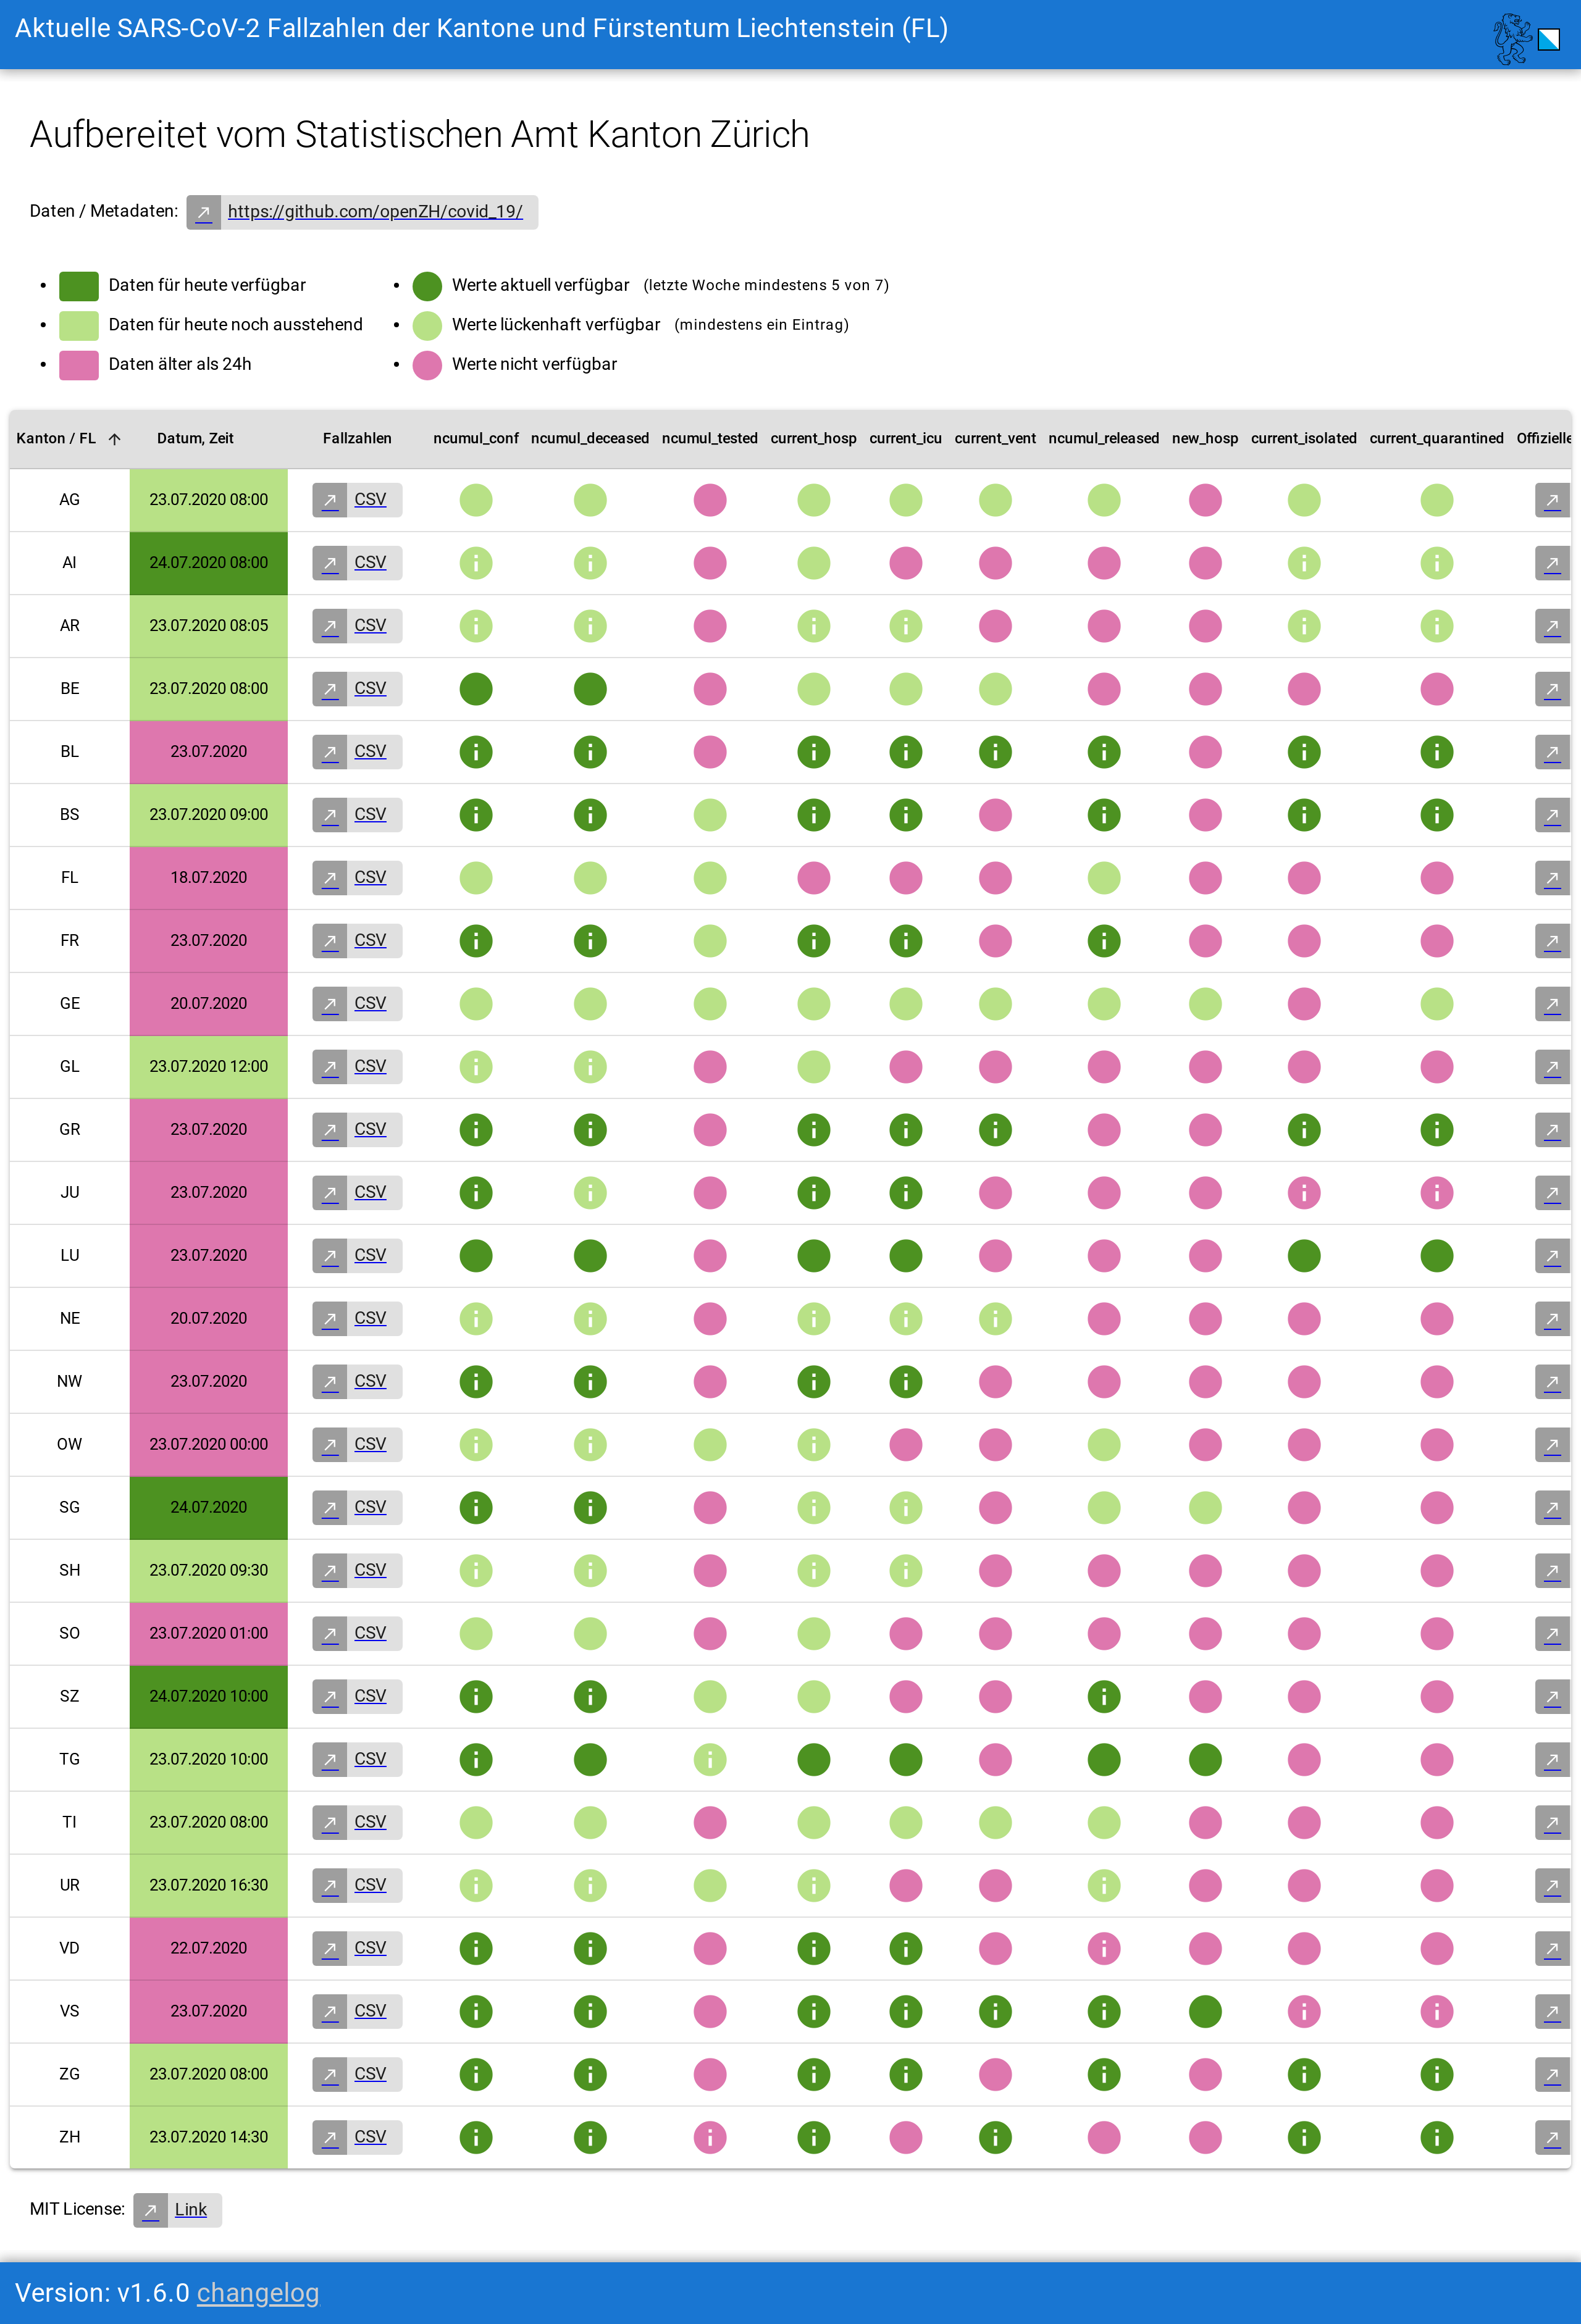 Aktuelle SARS-CoV-2 Fallzahlen der Kantone und Fürstentum Liechtenstein (FL)
Aufbereitet vom Statistischen Amt Kanton Zürich
Daten / Metadaten: https://github.com/openZH/covid_19/
Daten für heute verfügbar
Daten für heute noch ausstehend
Daten älter als 24h
Werte aktuell verfügbar (letzte Woche mindestens 5 von 7)
Werte lückenhaft verfügbar (mindestens ein Eintrag)
Werte nicht verfügbar
Kanton / FL Datum, Zeit Fallzahlen ncumul_conf ncumul_deceased ncumul_tested current_hosp current_icu current_vent ncumul_released new_hosp current_isolated current_quarantined Offizielle
AG 23.07.2020 08:00 CSV
AI 24.07.2020 08:00 CSV
AR 23.07.2020 08:05 CSV
BE 23.07.2020 08:00 CSV
BL 23.07.2020 CSV
BS 23.07.2020 09:00 CSV
FL 18.07.2020 CSV
FR 23.07.2020 CSV
GE 20.07.2020 CSV
GL 23.07.2020 12:00 CSV
GR 23.07.2020 CSV
JU 23.07.2020 CSV
LU 23.07.2020 CSV
NE 20.07.2020 CSV
NW 23.07.2020 CSV
OW 23.07.2020 00:00 CSV
SG 24.07.2020 CSV
SH 23.07.2020 09:30 CSV
SO 23.07.2020 01:00 CSV
SZ 24.07.2020 10:00 CSV
TG 23.07.2020 10:00 CSV
TI 23.07.2020 08:00 CSV
UR 23.07.2020 16:30 CSV
VD 22.07.2020 CSV
VS 23.07.2020 CSV
ZG 23.07.2020 08:00 CSV
ZH 23.07.2020 14:30 CSV
MIT License: Link
Version: v1.6.0 changelog